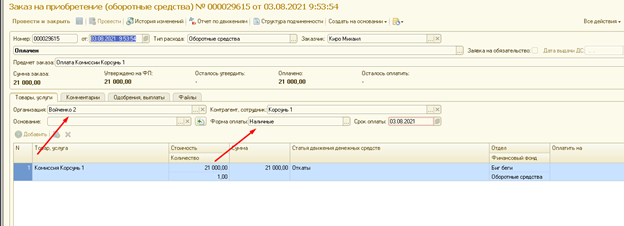 Заказ на приобретение (оборотные средства) № 000029615 от 03.08.2021 9:53:54
Провести и закрыть Провести История изменений Отчет по движениям Структура подчиненности Создать на основании Все действия
Номер: 000029615 от: 03.08.2021 9:53:54 Тип расхода: Оборотные средства Заказчик: Киро Михаил
Оплачен Заявка на обязательство: Дата выдачи ДС:
Предмет заказа: Оплата Комиссии Корсунь 1
Сумма заказа: Утверждено на ФП: Осталось утвердить: Оплачено: Осталось оплатить:
21 000,00 21 000,00 - 21 000,00 -
Товары, услуги Комментарии Одобрения, выплаты Файлы
Организация: Войченко 2 Контрагент, сотрудник: Корсунь 1
Основание: Форма оплаты: Наличные Срок оплаты: 03.08.2021
Добавить
N Товар, услуга Стоимость Сумма Статья движения денежных средств Отдел Оплатить на
Количество Финансовый фонд
1 Комиссия Корсунь 1 21 000,00 21 000,00 Откаты Биг беги
1,00 Оборотные средства